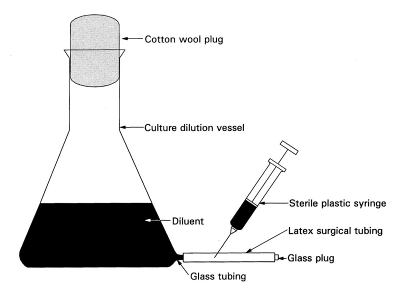 Cotton wool plug
Culture dilution vessel
Sterile plastic syringe
Diluent
Latex surgical tubing
Glass plug
Glass tubing